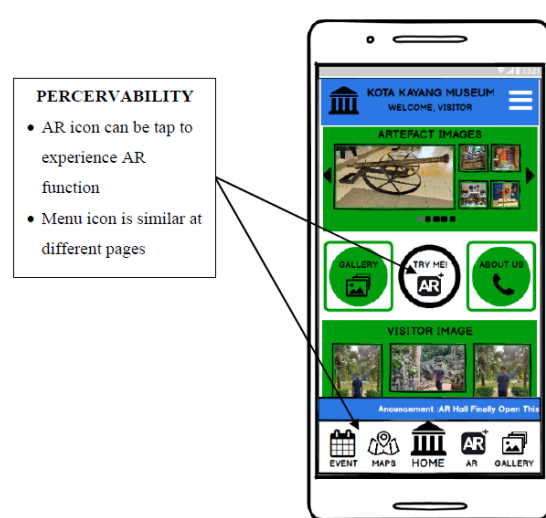 PERCERVABILITY
• AR icon can be tap to
experience AR
function
• Menu icon is similar at
different pages
KOTA KAYANG MUSEUM
WELCOME, VISITOR
ARTEFACT IMAGES
GALLERY
TRY ME!
AR+
ABOUT US
VISITOR IMAGE
Anouncement :AR Hall Finally Open This
EVENT
MAPS
HOME
AR+
AR
GALLERY